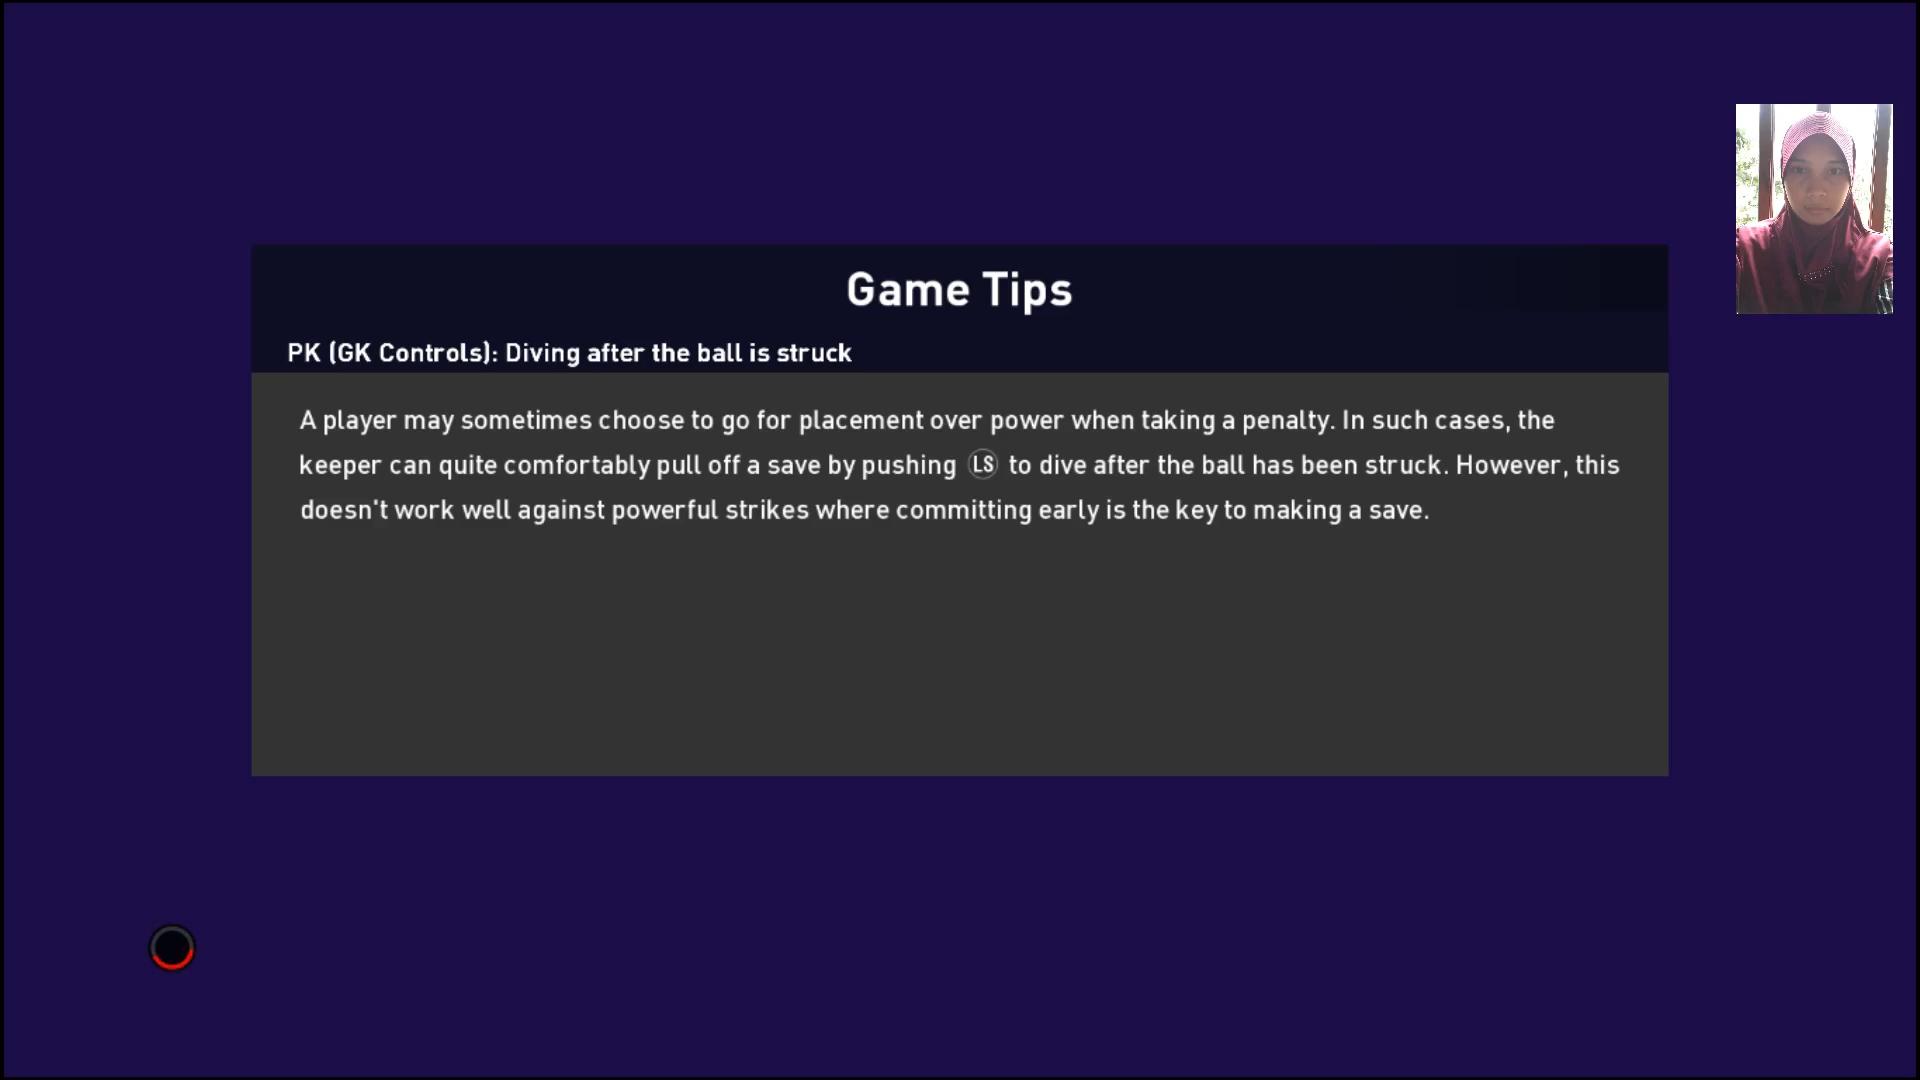 Game Tips
PK (GK Controls): Diving after the ball is struck
A player may sometimes choose to go for placement over power when taking a penalty. In such cases, the
keeper can quite comfortably pull off a save by pushing LS to dive after the ball has been struck. However, this
doesn't work well against powerful strikes where committing early is the key to making a save.